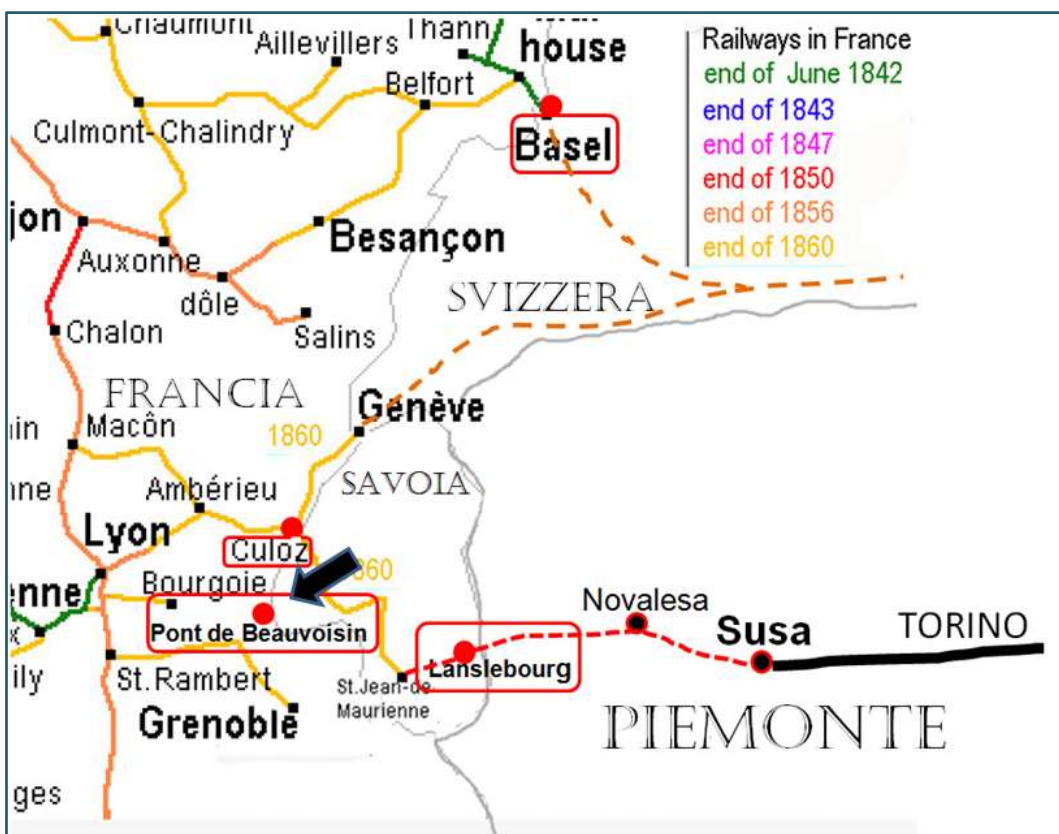 Chaumont
Aillevillers
Thann
house
Belfort
Culmont-Chalindry
Basel
Railways in France
end of June 1842
end of 1843
end of 1847
end of 1850
end of 1856
end of 1860
jon
Besançon
Auxonne
dôle
SVIZZERA
Chalon
Salins
FRANCIA
Genève
Macôn
1860
SAVOIA
Ambérieu
Lyon
Culoz
860
Bourgoie
enne
Pont de Beauvoisin
Novalesa
Susa
TORINO
Lanslebourg
ily
St.Rambert
St.Jean-de
Maurienne
Grenoble
PIEMONTE
ges